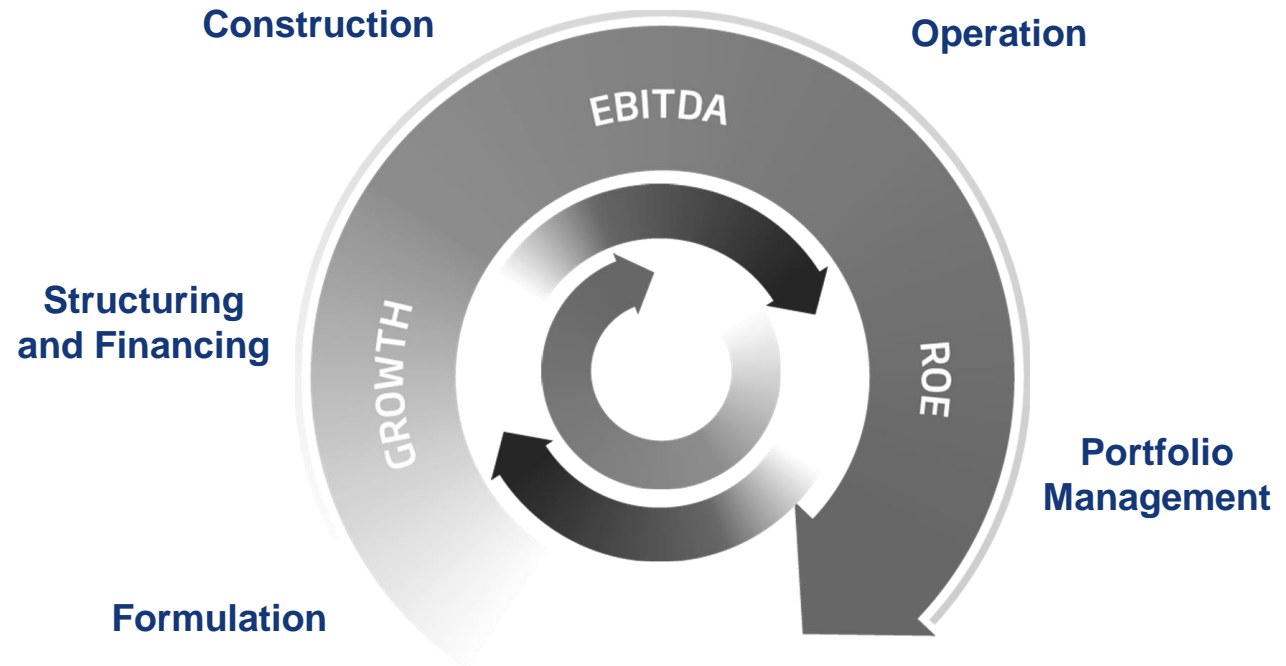 Construction
Operation
EBITDA
Structuring
and Financing
GROWTH
ROE
Portfolio
Management
Formulation